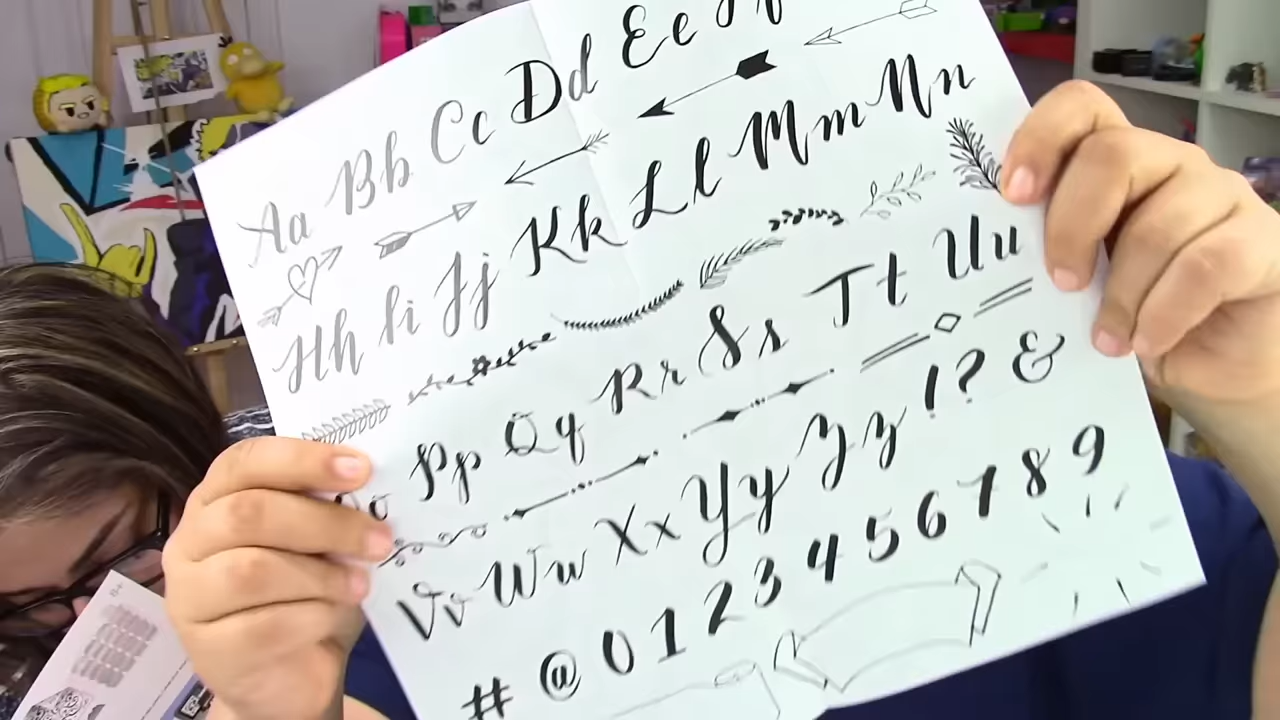 Aa Bb Cc Dd Ee
Hh Ii Jj Kk Ll Mm Nn
Pp Qq Rr Ss Tt Uu
Vv Ww Xx Yy Zz !? &
# @ 0 1 2 3 4 5 6 7 8 9